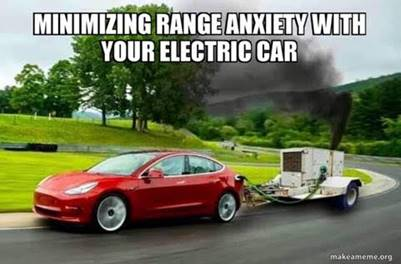 MINIMIZING RANGE ANXIETY WITH
YOUR ELECTRIC CAR
makeameme.org